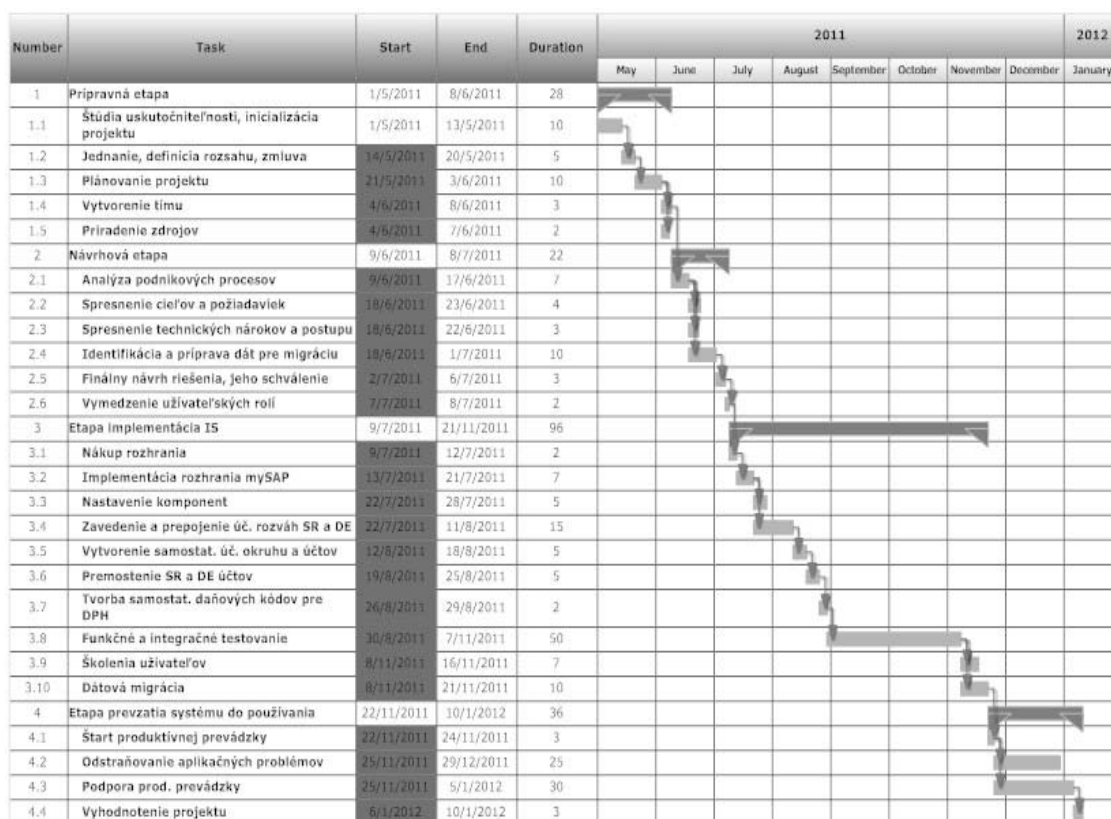 Number Task Start End Duration 2011 2012
May June July August September October November December January
1 Prípravná etapa 1/5/2011 8/6/2011 28
1.1 Štúdia uskutočniteľnosti, inicializácia projektu 1/5/2011 13/5/2011 10
1.2 Jednanie, definícia rozsahu, zmluva 14/5/2011 20/5/2011 5
1.3 Plánovanie projektu 21/5/2011 3/6/2011 10
1.4 Vytvorenie tímu 4/6/2011 8/6/2011 3
1.5 Priradenie zdrojov 4/6/2011 7/6/2011 2
2 Návrhová etapa 9/6/2011 8/7/2011 22
2.1 Analýza podnikových procesov 9/6/2011 17/6/2011 7
2.2 Spresnenie cieľov a požiadaviek 18/6/2011 23/6/2011 4
2.3 Spresnenie technických nárokov a postupu 18/6/2011 22/6/2011 3
2.4 Identifikácia a príprava dát pre migráciu 18/6/2011 1/7/2011 10
2.5 Finálny návrh riešenia, jeho schválenie 2/7/2011 6/7/2011 3
2.6 Vymedzenie užívateľských rolí 7/7/2011 8/7/2011 2
3 Etapa implementácia IS 9/7/2011 21/11/2011 96
3.1 Nákup rozhrania 9/7/2011 12/7/2011 2
3.2 Implementácia rozhrania mySAP 13/7/2011 21/7/2011 7
3.3 Nastavenie komponent 22/7/2011 28/7/2011 5
3.4 Zavedenie a prepojenie úč. rozváh SR a DE 22/7/2011 11/8/2011 15
3.5 Vytvorenie samostat. úč. okruhu a účtov 12/8/2011 18/8/2011 5
3.6 Premostenie SR a DE účtov 19/8/2011 25/8/2011 5
3.7 Tvorba samostat. daňových kódov pre DPH 26/8/2011 29/8/2011 2
3.8 Funkčné a integračné testovanie 30/8/2011 7/11/2011 50
3.9 Školenia užívateľov 8/11/2011 16/11/2011 7
3.10 Dátová migrácia 8/11/2011 21/11/2011 10
4 Etapa prevzatia systému do používania 22/11/2011 10/1/2012 36
4.1 Štart produktívnej prevádzky 22/11/2011 24/11/2011 3
4.2 Odstraňovanie aplikačných problémov 25/11/2011 29/12/2011 25
4.3 Podpora prod. prevádzky 25/11/2011 5/1/2012 30
4.4 Vyhodnotenie projektu 6/1/2012 10/1/2012 3